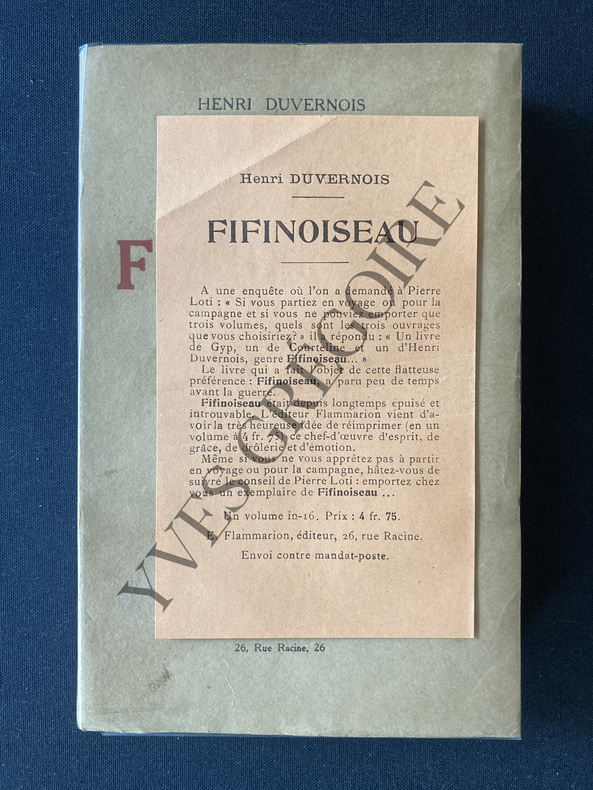 HENRI DUVERNOIS
Henri DUVERNOIS
FIFINOISEAU
F
A une enquête où l'on a demandé à Pierre
Loti : « Si vous partiez en voyage ou pour la
campagne et si vous ne pouviez emporter que
trois volumes, quels sont les trois ouvrages
que vous choisiriez? » il a répondu : « Un livre
de Gyp, un de Courteline et un d'Henri
Duvernois, genre Fifinoiseau... »
Le livre qui a fait l'objet de cette flatteuse
préférence : Fifinoiseau, a paru peu de temps
avant la guerre.
Fifinoiseau était depuis longtemps épuisé et
introuvable. L'éditeur Flammarion vient d'a-
voir la très heureuse idée de réimprimer (en un
volume à 4 fr. 75) ce chef-d'œuvre d'esprit, de
grâce, de drôlerie et d'émotion.
Même si vous ne vous apprêtez pas à partir
en voyage ou pour la campagne, hâtez-vous de
suivre le conseil de Pierre Loti : emportez chez
vous un exemplaire de Fifinoiseau ...
Un volume in-16. Prix : 4 fr. 75.
E. Flammarion, éditeur, 26, rue Racine.
Envoi contre mandat-poste.
26, Rue Racine, 26
YVES GRÉGOIRE